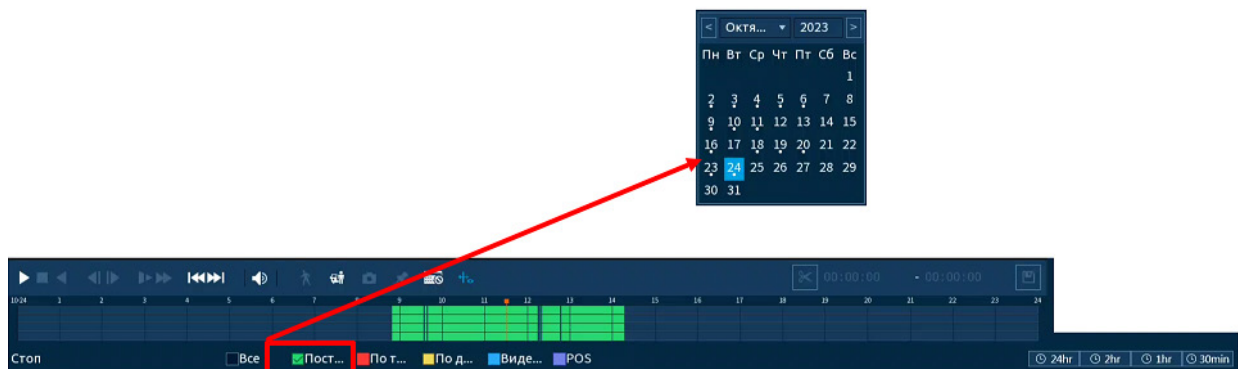 < Октя... 2023 >
Пн Вт Ср Чт Пт Сб Вс
1
2 3 4 5 6 7 8
9 10 11 12 13 14 15
16 17 18 19 20 21 22
23 24 25 26 27 28 29
30 31
00:00:00 - 00:00:00
10-24 1 2 3 4 5 6 7 8 9 10 11 12 13 14 15 16 17 18 19 20 21 22 23 24
Стоп Все Пост... По т... По д... Виде... POS 24hr 2hr 1hr 30min